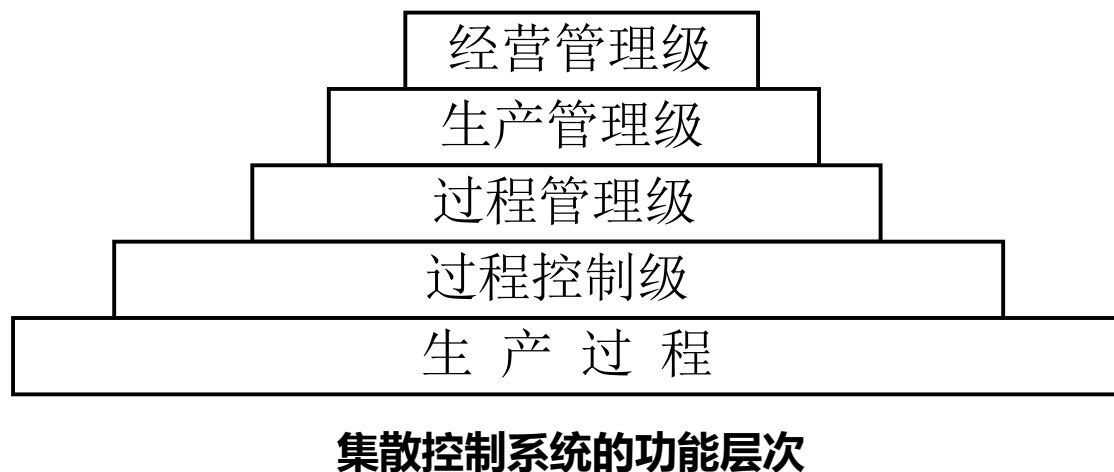 经营管理级
生产管理级
过程管理级
过程控制级
生产过程
集散控制系统的功能层次